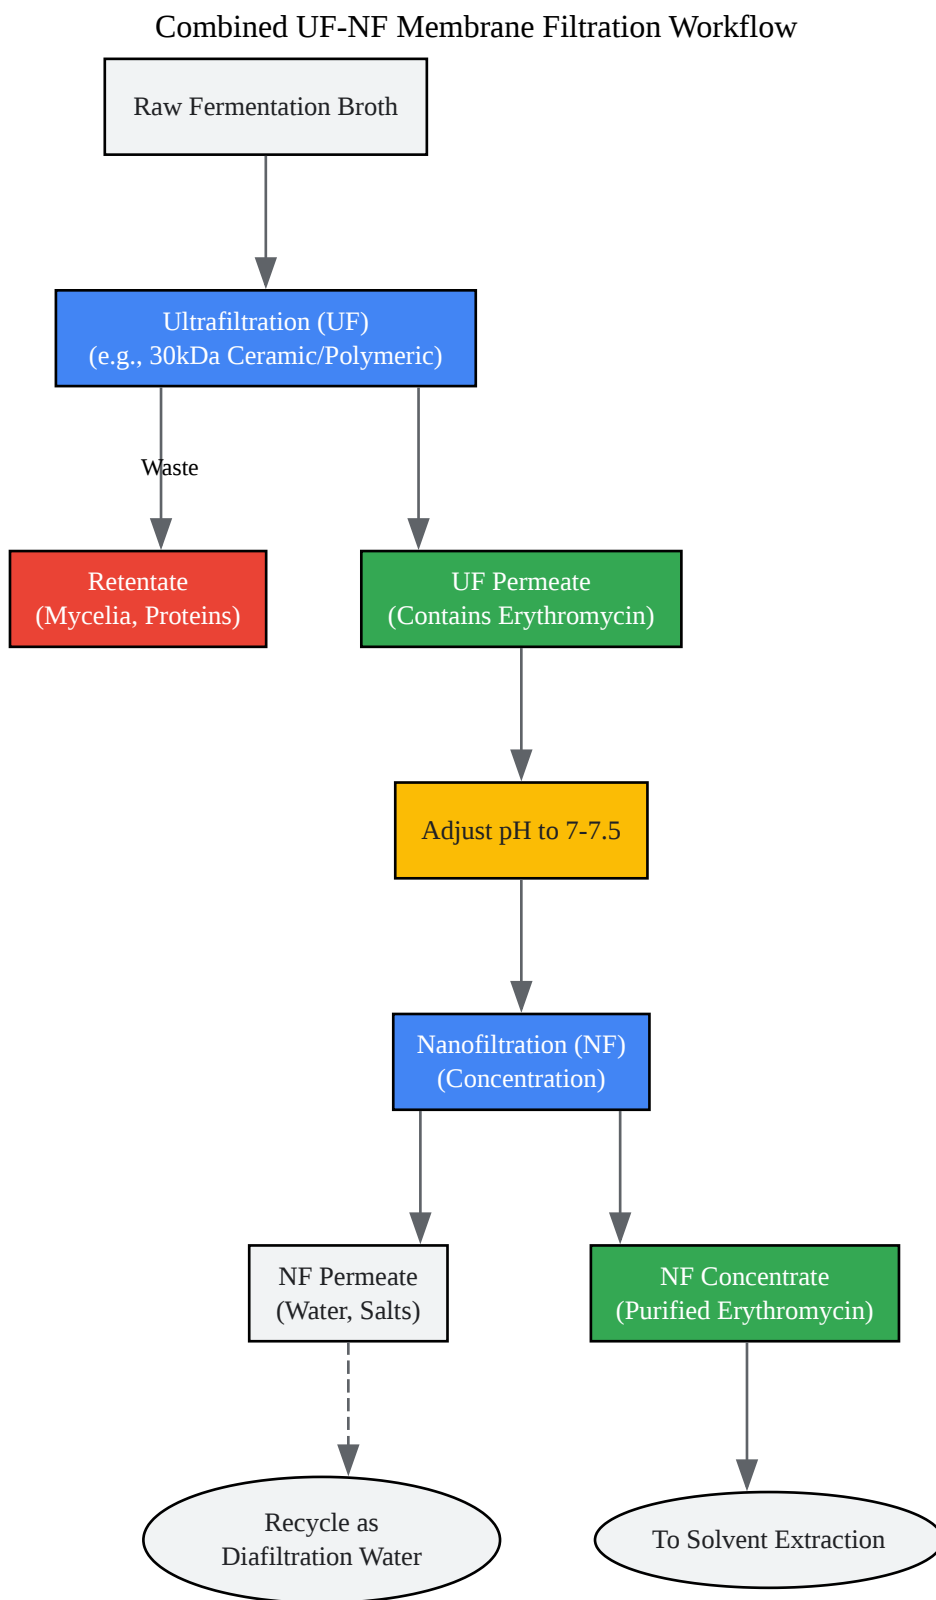 Combined UF-NF Membrane Filtration Workflow
Raw Fermentation Broth
Ultrafiltration (UF)
(e.g., 30kDa Ceramic/Polymeric)
Waste
Retentate
(Mycelia, Proteins)
UF Permeate
(Contains Erythromycin)
Adjust pH to 7-7.5
Nanofiltration (NF)
(Concentration)
NF Permeate
(Water, Salts)
NF Concentrate
(Purified Erythromycin)
Recycle as
Diafiltration Water
To Solvent Extraction